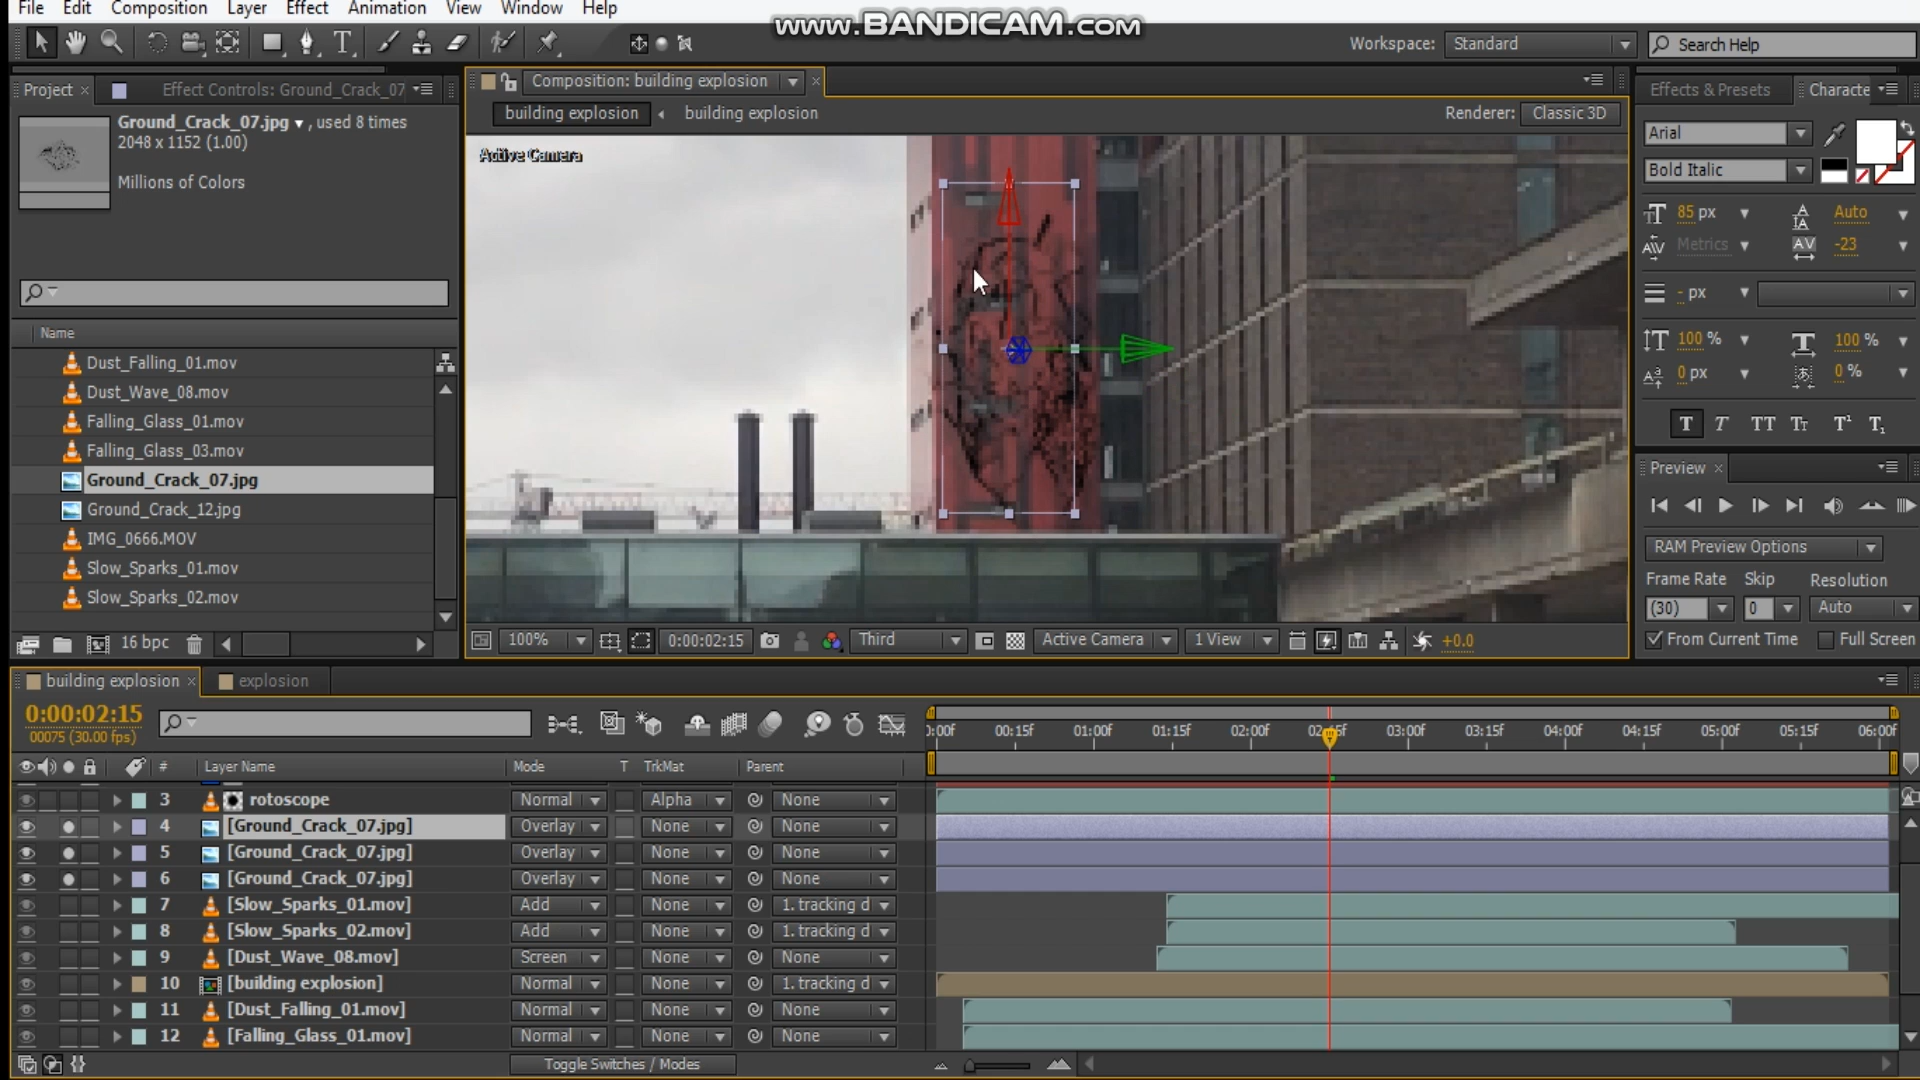 File Edit Composition Layer Effect Animation View Window Help
www.BANDICAM.com
Workspace: Standard Search Help
Project × Effect Controls: Ground_Crack_07
Composition: building explosion ×
Effects & Presets Characte
building explosion building explosion
Renderer: Classic 3D
Ground_Crack_07.jpg , used 8 times
2048 x 1152 (1.00)
Millions of Colors
Active Camera
Arial
Bold Italic
85 px Auto
Metrics -23
- px
100 % 100 %
0 px 0 %
T T TT Tt T¹ T₁
Name
Dust_Falling_01.mov
Dust_Wave_08.mov
Falling_Glass_01.mov
Falling_Glass_03.mov
Ground_Crack_07.jpg
Ground_Crack_12.jpg
IMG_0666.MOV
Slow_Sparks_01.mov
Slow_Sparks_02.mov
16 bpc
100% 0:00:02:15 Third Active Camera 1 View +0.0
Preview ×
RAM Preview Options
Frame Rate Skip Resolution
(30) 0 Auto
From Current Time Full Screen
building explosion × explosion
0:00:02:15
00075 (30.00 fps)
0:00f 00:15f 01:00f 01:15f 02:00f 03:00f 03:15f 04:00f 04:15f 05:00f 05:15f 06:00f
# Layer Name Mode T TrkMat Parent
3 rotoscope Normal Alpha None
4 [Ground_Crack_07.jpg] Overlay None None
5 [Ground_Crack_07.jpg] Overlay None None
6 [Ground_Crack_07.jpg] Overlay None None
7 [Slow_Sparks_01.mov] Add None 1. tracking d
8 [Slow_Sparks_02.mov] Add None 1. tracking d
9 [Dust_Wave_08.mov] Screen None None
10 [building explosion] Normal None 1. tracking d
11 [Dust_Falling_01.mov] Normal None None
12 [Falling_Glass_01.mov] Normal None None
Toggle Switches / Modes